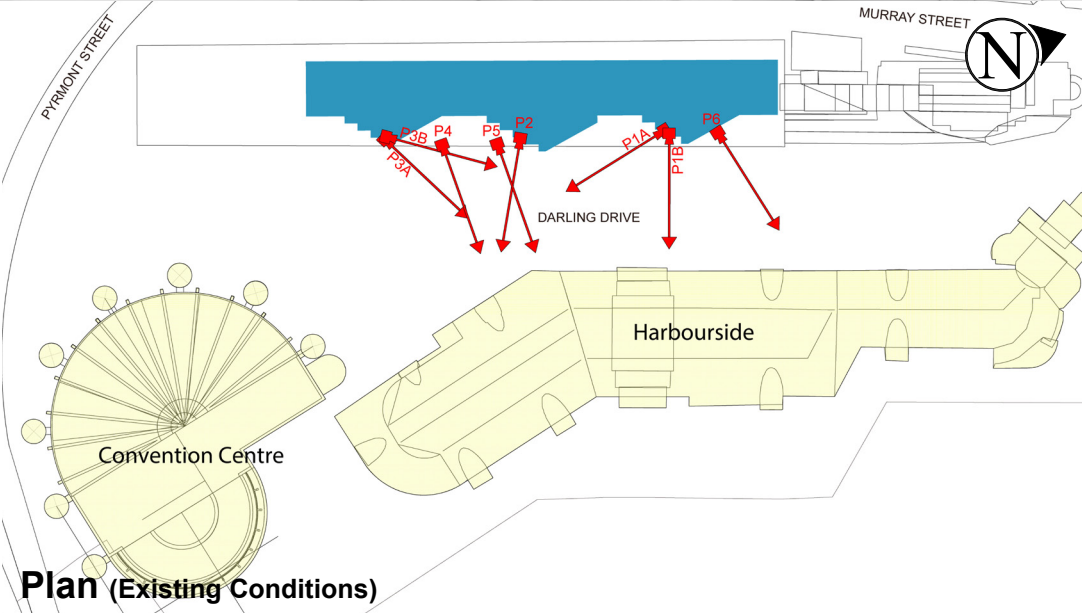 PYRMONT STREET
MURRAY STREET
N
P3B
P4
P5
P2
P1A
P1B
P6
P3A
DARLING DRIVE
Harbourside
Convention Centre
Plan (Existing Conditions)